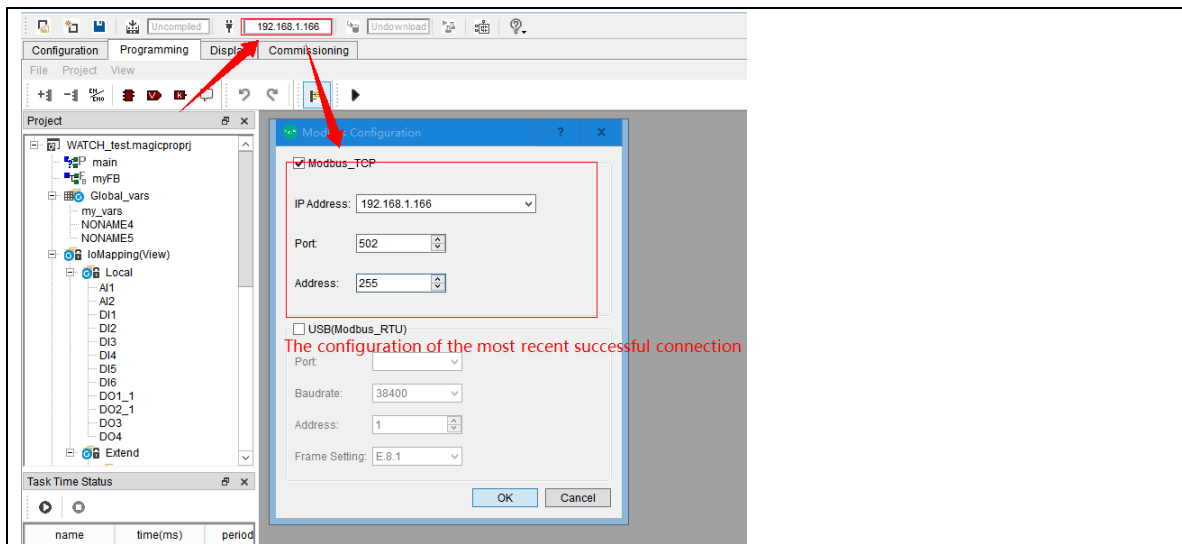 Uncompiled 192.168.1.166 Undownload
Configuration Programming Display Commissioning
File Project View
EN
ENO
V K
Project
WATCH_test.magicproprj
main
myFB
Global_vars
my_vars
NONAME4
NONAME5
IoMapping(View)
Local
AI1
AI2
DI1
DI2
DI3
DI4
DI5
DI6
DO1_1
DO2_1
DO3
DO4
Extend
Task Time Status
name time(ms) period
Modbus Configuration
Modbus_TCP
IP Address: 192.168.1.166
Port: 502
Address: 255
USB(Modbus_RTU)
The configuration of the most recent successful connection
Port:
Baudrate: 38400
Address: 1
Frame Setting: E.8.1
OK Cancel